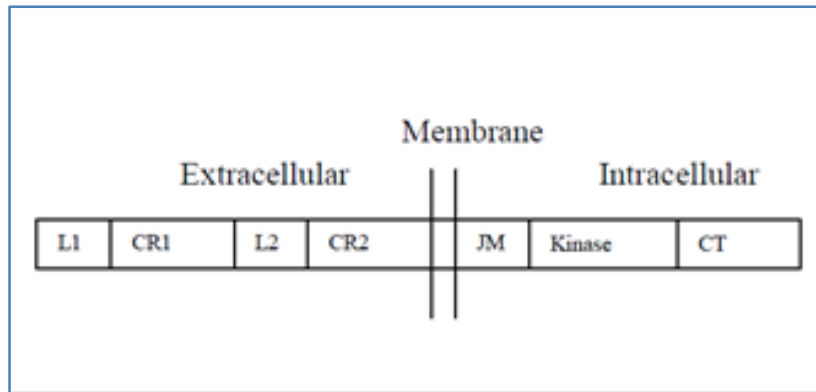 Membrane
Extracellular Intracellular
L1 CR1 L2 CR2 JM Kinase CT